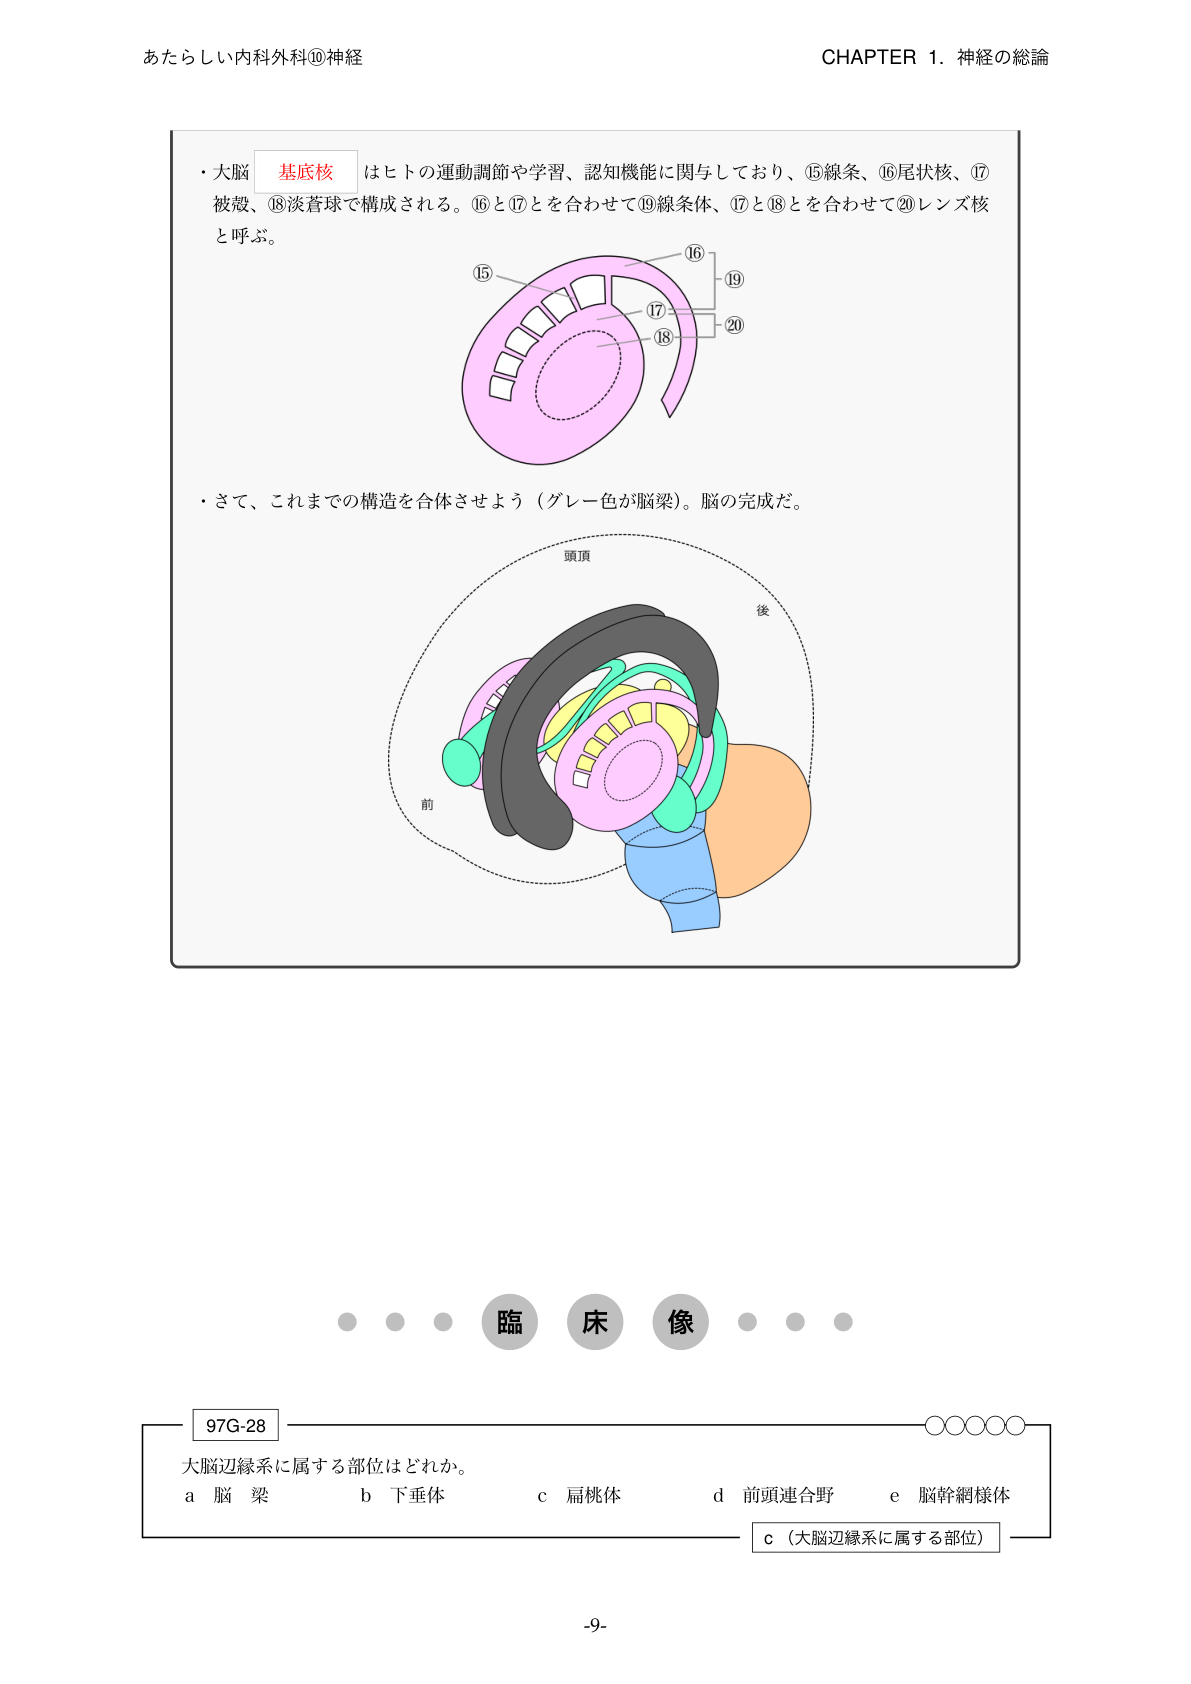 あたらしい内科外科⑩神経 CHAPTER 1. 神経の総論
・大脳 基底核 はヒトの運動調節や学習、認知機能に関与しており、⑮線条、⑯尾状核、⑰
被殻、⑱淡蒼球で構成される。⑯と⑰とを合わせて⑲線条体、⑰と⑱とを合わせて⑳レンズ核
と呼ぶ。
⑮
⑯
⑲
⑰
⑳
⑱
・さて、これまでの構造を合体させよう（グレー色が脳梁）。脳の完成だ。
頭頂
後
前
臨 床 像
97G-28
大脳辺縁系に属する部位はどれか。
a 脳 梁 b 下垂体 c 扁桃体 d 前頭連合野 e 脳幹網様体
c （大脳辺縁系に属する部位）
-9-